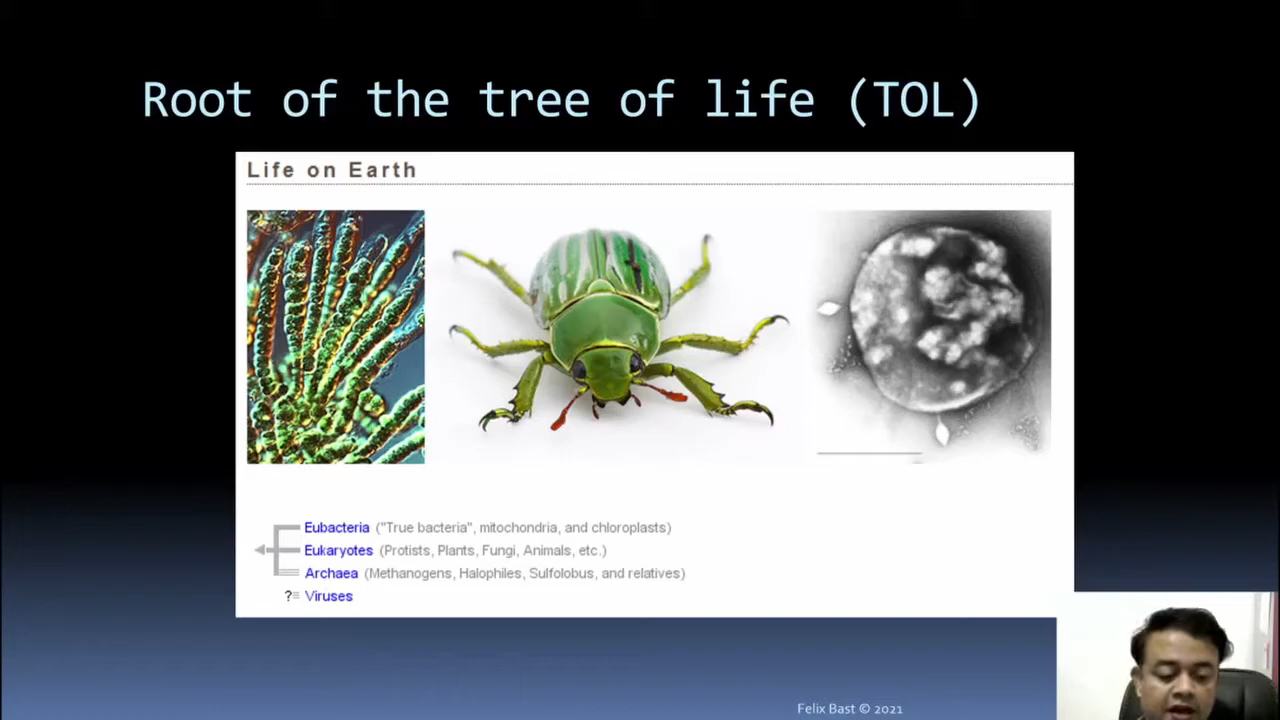 Root of the tree of life (TOL)
Life on Earth
Eubacteria ("True bacteria", mitochondria, and chloroplasts)
Eukaryotes (Protists, Plants, Fungi, Animals, etc.)
Archaea (Methanogens, Halophiles, Sulfolobus, and relatives)
? Viruses
Felix Bast © 2021